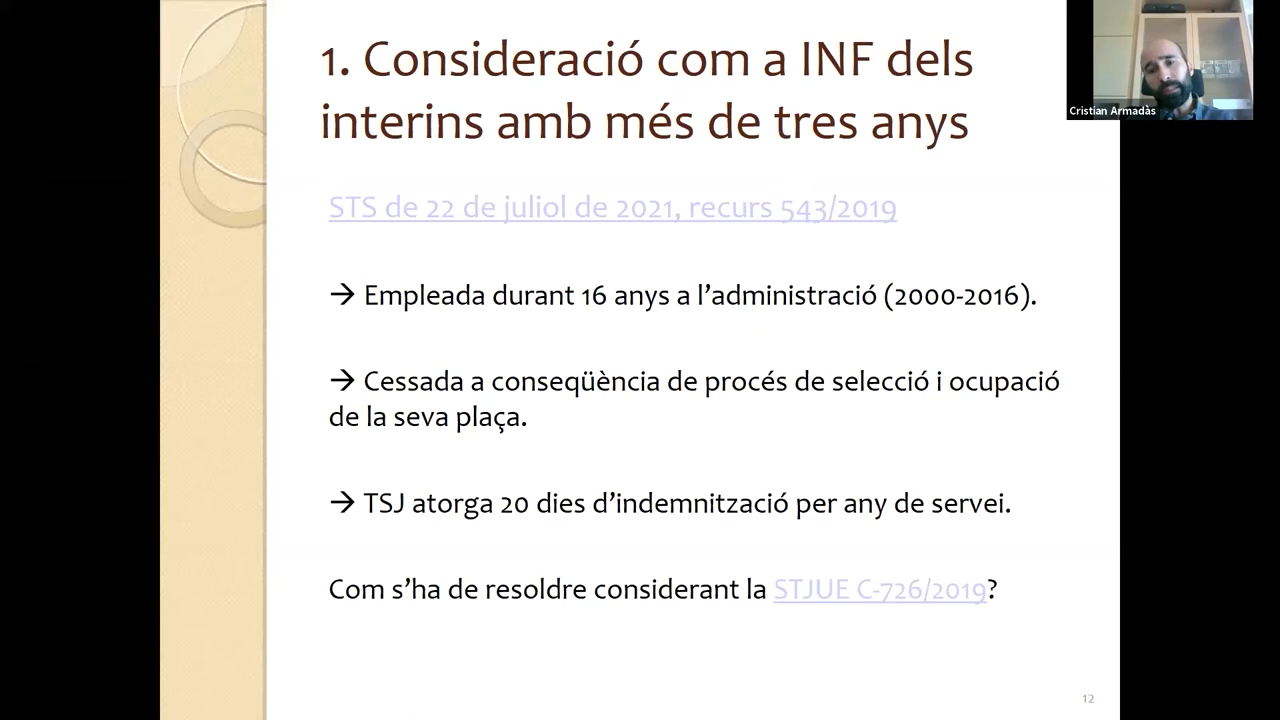 1. Consideració com a INF dels
interins amb més de tres anys
Cristian Armadàs
STS de 22 de juliol de 2021, recurs 543/2019
→ Empleada durant 16 anys a l’administració (2000-2016).
→ Cessada a conseqüència de procés de selecció i ocupació
de la seva plaça.
→ TSJ atorga 20 dies d’indemnització per any de servei.
Com s’ha de resoldre considerant la STJUE C-726/2019?
12